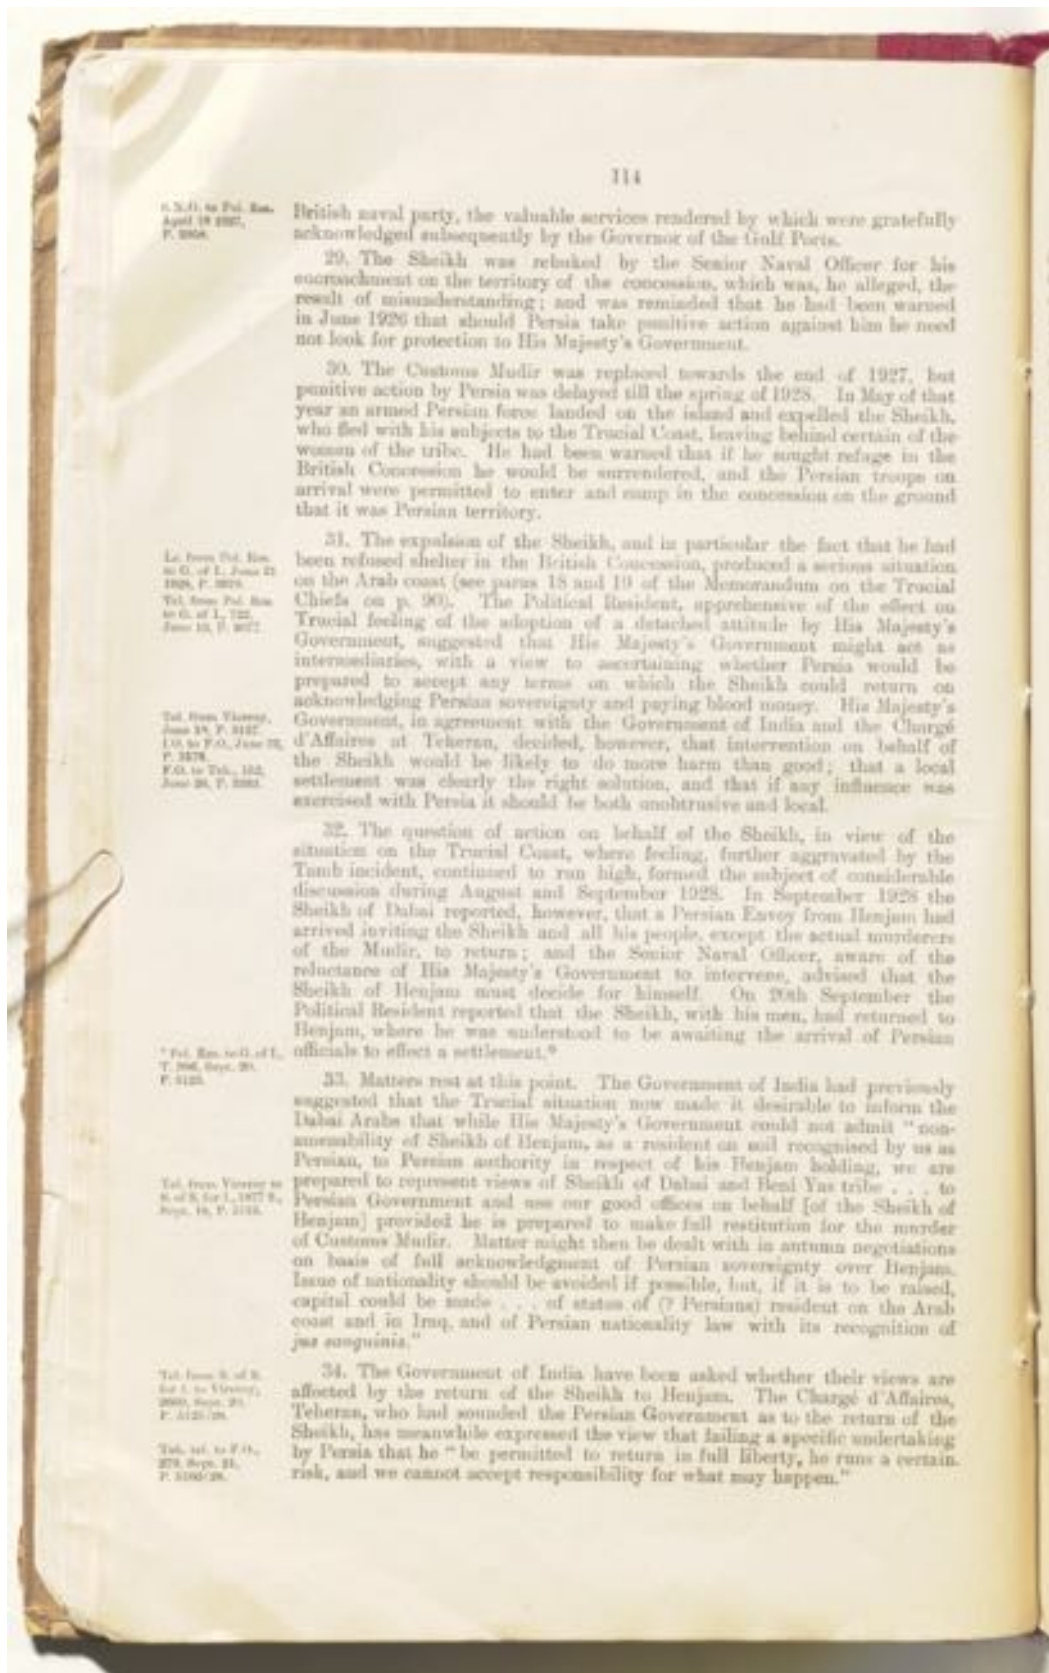 114
British naval party, the valuable services rendered by which were gratefully
acknowledged subsequently by the Governor of the Gulf Ports.
29. The Sheikh was rebuked by the Senior Naval Officer for his
encroachment on the territory of the concession, which was, he alleged, the
result of misunderstanding; and was reminded that he had been warned
in June 1926 that should Persia take punitive action against him he need
not look for protection to His Majesty's Government.
30. The Customs Mudir was replaced towards the end of 1927, but
punitive action by Persia was delayed till the spring of 1928. In May of that
year an armed Persian force landed on the island and expelled the Sheikh,
who fled with his subjects to the Trucial Coast, leaving behind certain of the
women of the tribe. He had been warned that if he sought refuge in the
British Concession he would be surrendered, and the Persian troops on
arrival were permitted to enter and camp in the concession on the ground
that it was Persian territory.
31. The expulsion of the Sheikh, and in particular the fact that he had
been refused shelter in the British Concession, produced a serious situation
on the Arab coast (see paras 18 and 19 of the Memorandum on the Trucial
Chiefs on p. 90). The Political Resident, apprehensive of the effect on
Trucial feeling of the adoption of a detached attitude by His Majesty's
Government, suggested that His Majesty's Government might act as
intermediaries, with a view to ascertaining whether Persia would be
prepared to accept any terms on which the Sheikh could return on
acknowledging Persian sovereignty and paying blood money. His Majesty's
Tel. from Viceroy,
Government, in agreement with the Government of India and the Chargé
d'Affaires at Teheran, decided, however, that intervention on behalf of
the Sheikh would be likely to do more harm than good; that a local
settlement was clearly the right solution, and that if any influence was
exercised with Persia it should be both unobtrusive and local.
32. The question of action on behalf of the Sheikh, in view of the
situation on the Trucial Coast, where feeling, further aggravated by the
Tamb incident, continued to run high, formed the subject of considerable
discussion during August and September 1928. In September 1928 the
Sheikh of Dabai reported, however, that a Persian Envoy from Henjam had
arrived inviting the Sheikh and all his people, except the actual murderers
of the Mudir, to return; and the Senior Naval Officer, aware of the
reluctance of His Majesty's Government to intervene, advised that the
Sheikh of Henjam must decide for himself. On 20th September the
Political Resident reported that the Sheikh, with his men, had returned to
Henjam, where he was understood to be awaiting the arrival of Persian
officials to effect a settlement.*
* Pol. Res. to G. of I.,
33. Matters rest at this point. The Government of India had previously
suggested that the Trucial situation now made it desirable to inform the
Dabai Arabs that while His Majesty's Government could not admit "non-
amenability of Sheikh of Henjam, as a resident on soil recognised by us as
Persian, to Persian authority in respect of his Henjam holding, we are
Tel. from Viceroy to
prepared to represent views of Sheikh of Dabai and Beni Yas tribe . . . to
Persian Government and use our good offices on behalf [of the Sheikh of
Henjam] provided he is prepared to make full restitution for the murder
of Customs Mudir. Matter might then be dealt with in autumn negotiations
on basis of full acknowledgment of Persian sovereignty over Henjam.
Issue of nationality should be avoided if possible, but, if it is to be raised,
capital could be made . . . of status of (? Persians) resident on the Arab
coast and in Iraq, and of Persian nationality law with its recognition of
jus sanguinis."
34. The Government of India have been asked whether their views are
affected by the return of the Sheikh to Henjam. The Chargé d'Affaires,
Teheran, who had sounded the Persian Government as to the return of the
Sheikh, has meanwhile expressed the view that failing a specific undertaking
by Persia that he "be permitted to return in full liberty, he runs a certain
risk, and we cannot accept responsibility for what may happen."